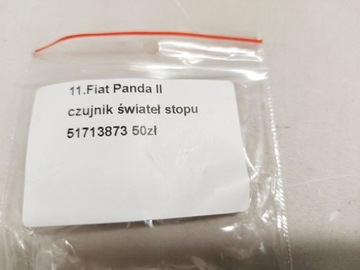 11.Fiat Panda II
czujnik świateł stopu
51713873 50zł